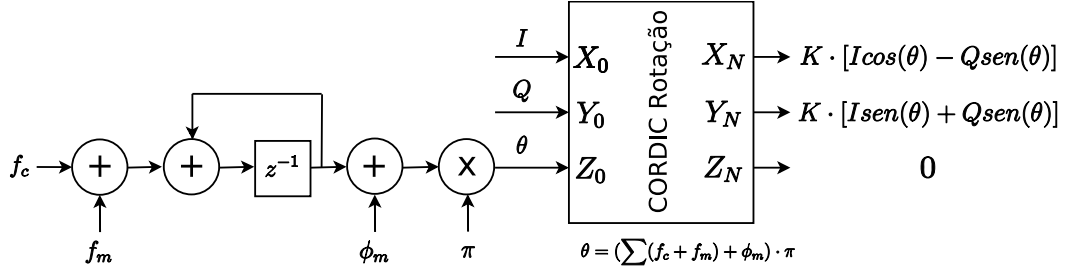 I
X_0
X_N
K · [Icos(θ) − Qsen(θ)]
Q
Y_0
CORDIC Rotação
Y_N
K · [Isen(θ) + Qsen(θ)]
f_c
+
+
z^{-1}
+
x
θ
Z_0
Z_N
0
f_m
ϕ_m
π
θ = (∑(f_c + f_m) + ϕ_m) · π